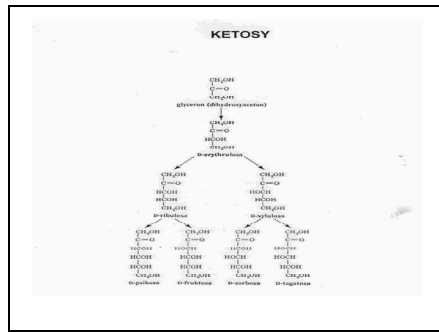 KETOSY
CH₂OH
C=O
CH₂OH
glyceron (dihydroxyaceton)
CH₂OH
C=O
HCOH
CH₂OH
D-erythrulosa
CH₂OH CH₂OH
C=O C=O
HCOH HOCH
HCOH HCOH
CH₂OH CH₂OH
D-ribulosa D-xylulosa
CH₂OH CH₂OH CH₂OH CH₂OH
C=O C=O C=O C=O
HCOH HOCH HCOH HOCH
HCOH HCOH HOCH HOCH
HCOH HCOH HCOH HCOH
CH₂OH CH₂OH CH₂OH CH₂OH
D-psikosa D-fruktosa D-sorbosa D-tagatosa